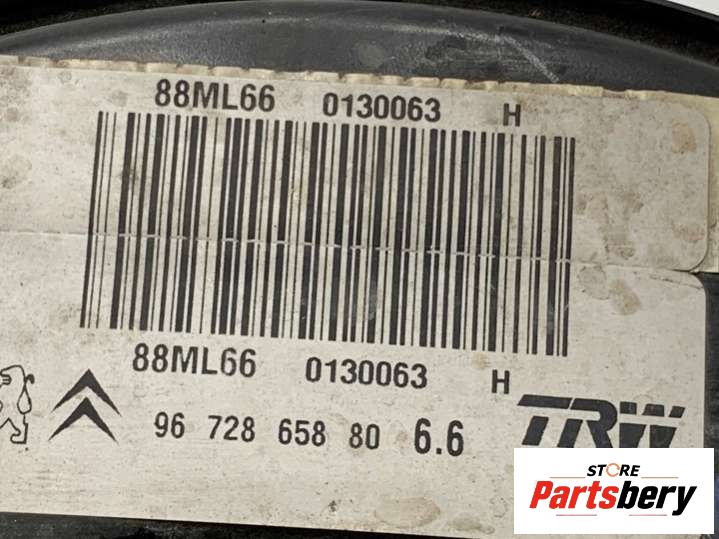 88ML66 0130063 H
88ML66 0130063 H
96 728 658 80 6.6
TRW
STORE
Partsbery